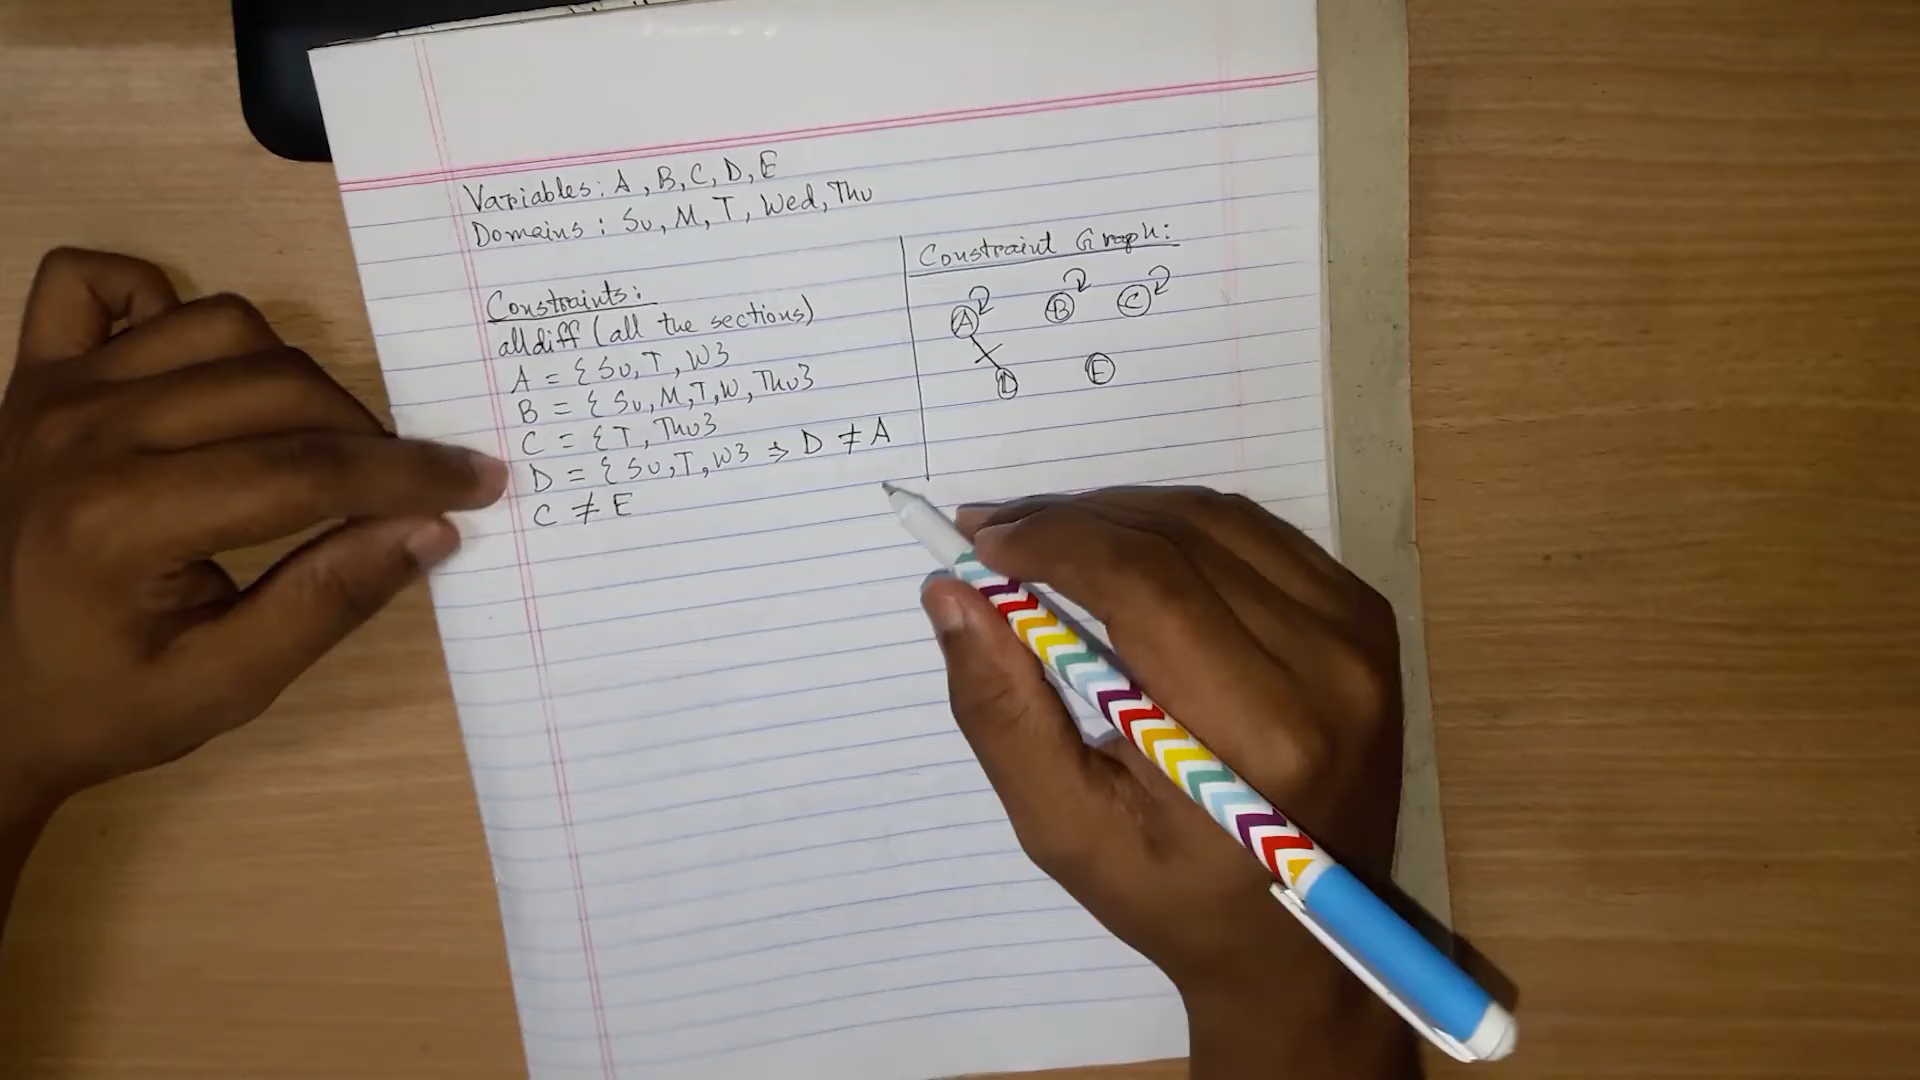 Variables: A, B, C, D, E
Domains: Su, M, T, Wed, Thu
Constraints:
alldiff (all the sections)
A = {Su, T, W}
B = {Su, M, T, W, Thu}
C = {T, Thu}
D = {Su, T, W} ⇒ D ≠ A
C ≠ E
Constraint Graph:
A B C
D E